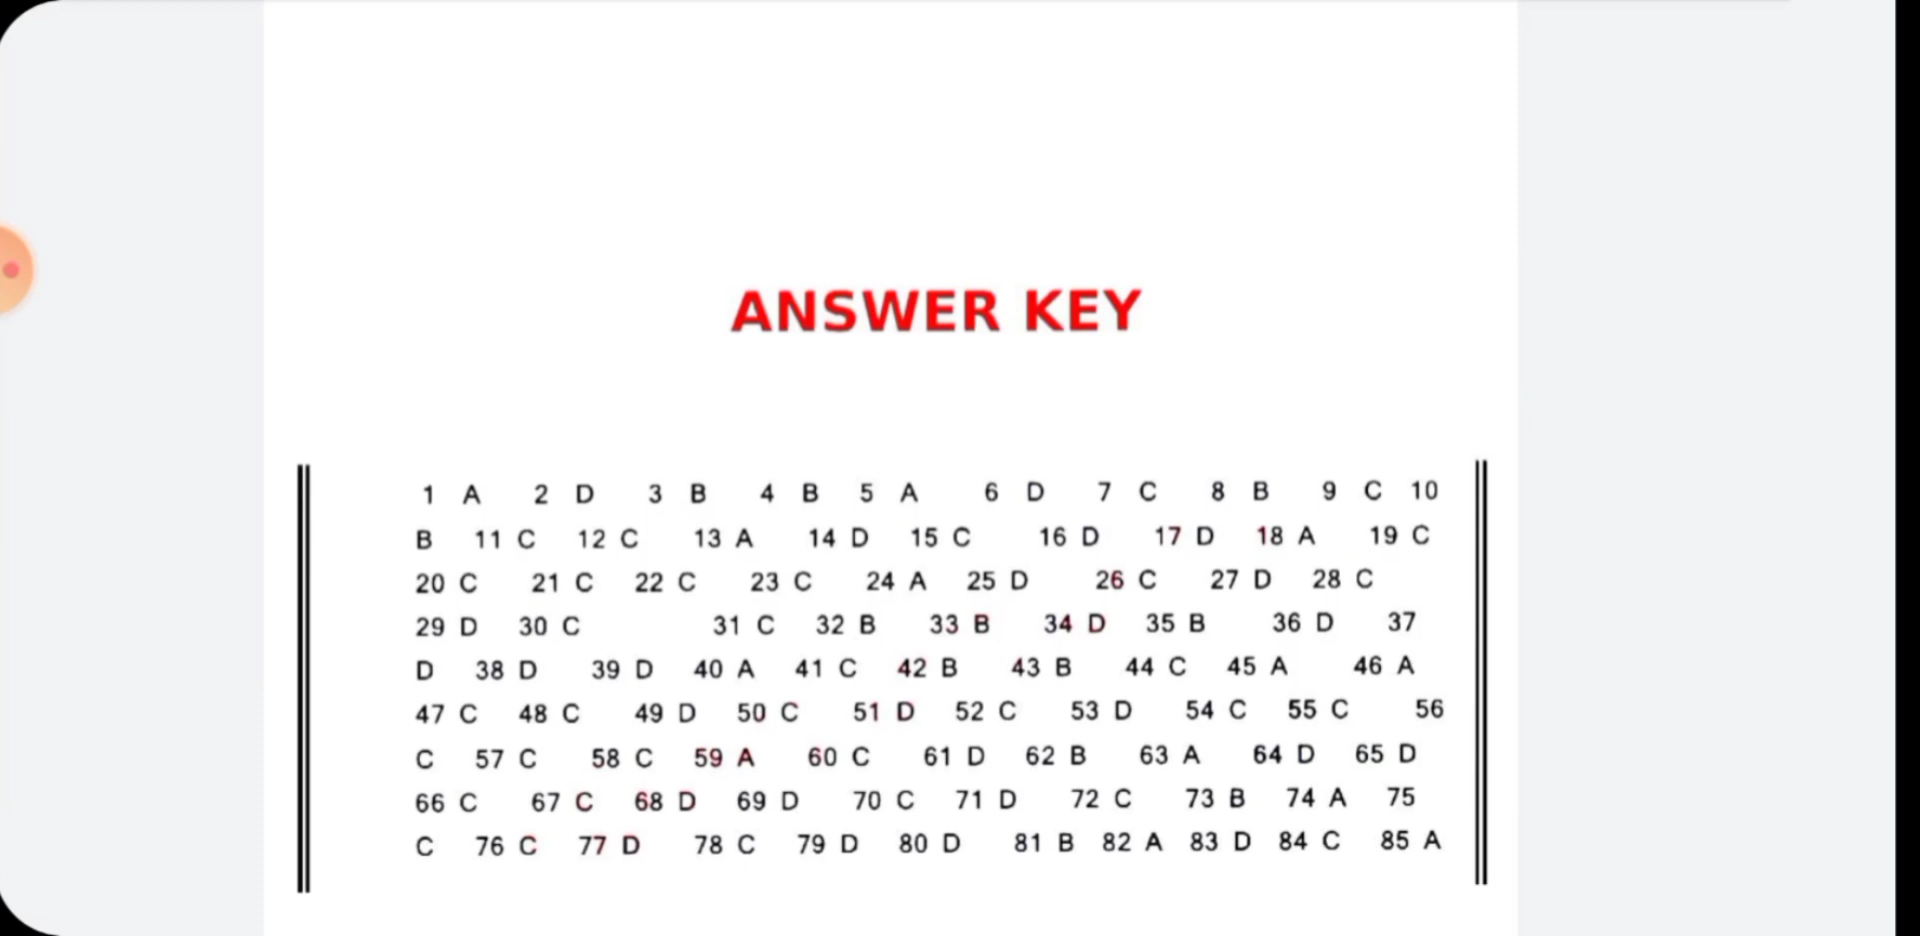 ANSWER KEY
1 A 2 D 3 B 4 B 5 A 6 D 7 C 8 B 9 C 10
B 11 C 12 C 13 A 14 D 15 C 16 D 17 D 18 A 19 C
20 C 21 C 22 C 23 C 24 A 25 D 26 C 27 D 28 C
29 D 30 C 31 C 32 B 33 B 34 D 35 B 36 D 37
D 38 D 39 D 40 A 41 C 42 B 43 B 44 C 45 A 46 A
47 C 48 C 49 D 50 C 51 D 52 C 53 D 54 C 55 C 56
C 57 C 58 C 59 A 60 C 61 D 62 B 63 A 64 D 65 D
66 C 67 C 68 D 69 D 70 C 71 D 72 C 73 B 74 A 75
C 76 C 77 D 78 C 79 D 80 D 81 B 82 A 83 D 84 C 85 A